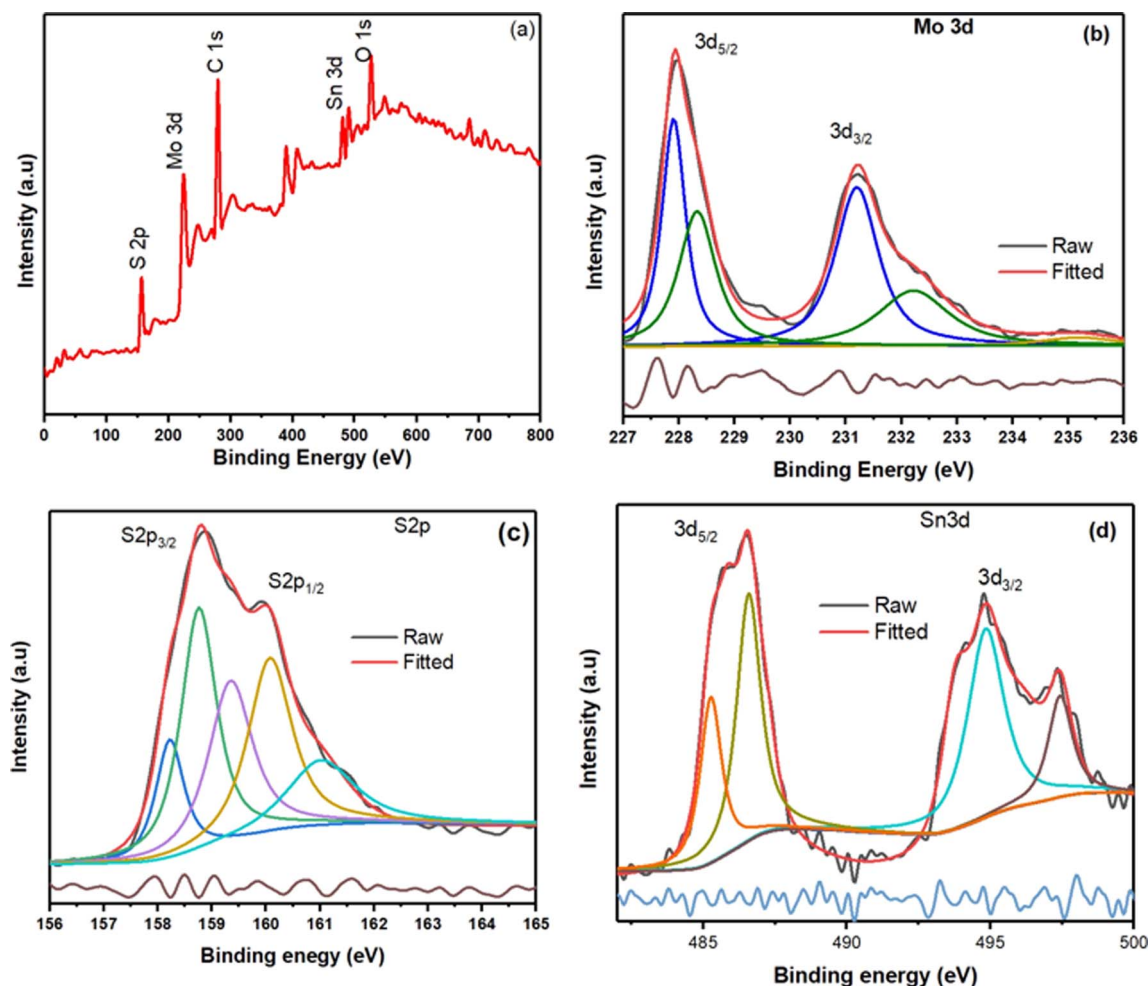 (a)
S 2p
Mo 3d
C 1s
Sn 3d
O 1s
Intensity (a.u)
0 100 200 300 400 500 600 700 800
Binding Energy (eV)
Mo 3d
(b)
3d5/2
3d3/2
Raw
Fitted
Intensity (a.u)
227 228 229 230 231 232 233 234 235 236
Binding Energy (eV)
S2p
(c)
S2p3/2
S2p1/2
Raw
Fitted
Intensity (a.u)
156 157 158 159 160 161 162 163 164 165
Binding enegy (eV)
Sn3d
(d)
3d5/2
3d3/2
Raw
Fitted
Intensity (a.u)
485 490 495 500
Binding energy (eV)